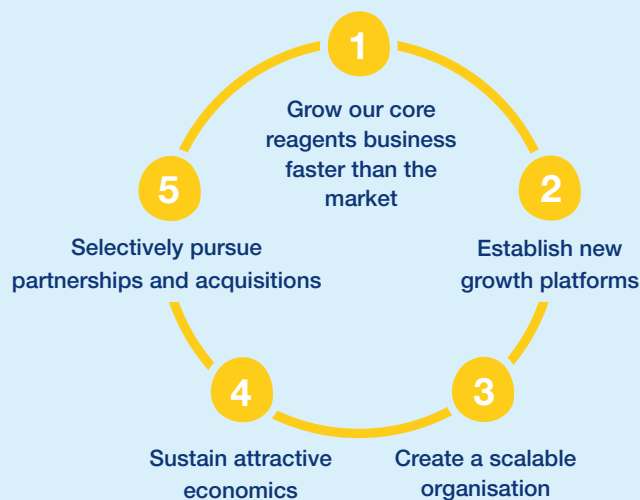 1
Grow our core
reagents business
faster than the
market
2
Establish new
growth platforms
3
Create a scalable
organisation
4
Sustain attractive
economics
5
Selectively pursue
partnerships and acquisitions